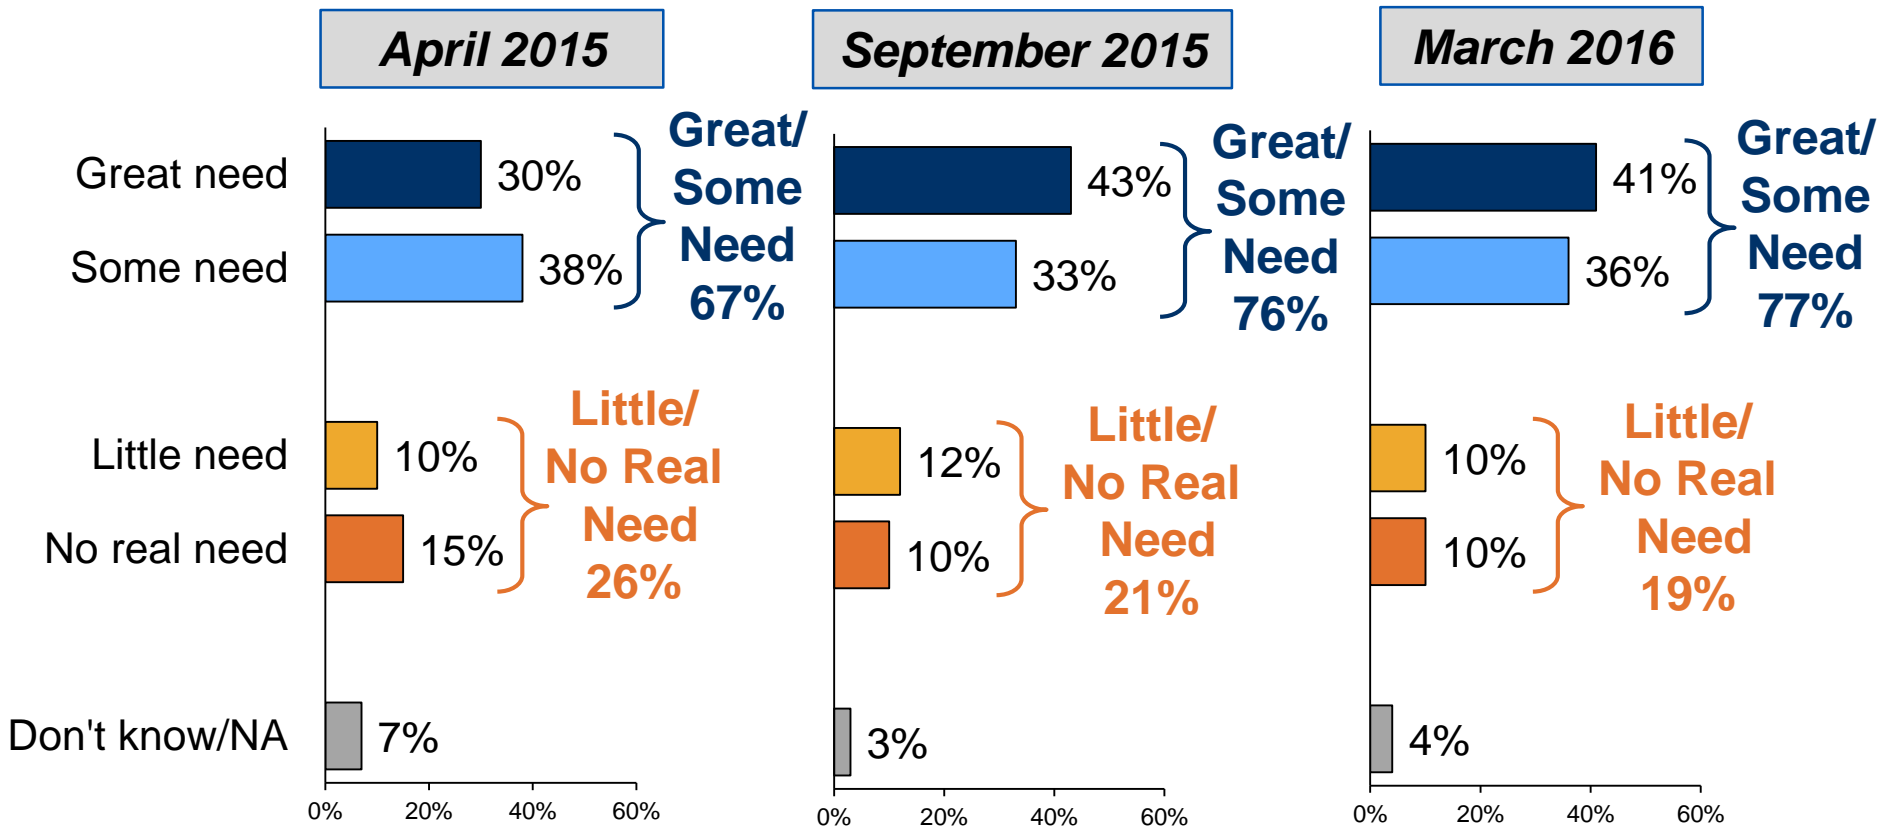 April 2015
September 2015
March 2016
Great need
30%
Some need
38%
Great/
Some
Need
67%
43%
33%
Great/
Some
Need
76%
41%
36%
Great/
Some
Need
77%
Little need
10%
No real need
15%
Little/
No Real
Need
26%
12%
10%
Little/
No Real
Need
21%
10%
10%
Little/
No Real
Need
19%
Don't know/NA
7%
3%
4%
0% 20% 40% 60%
0% 20% 40% 60%
0% 20% 40% 60%